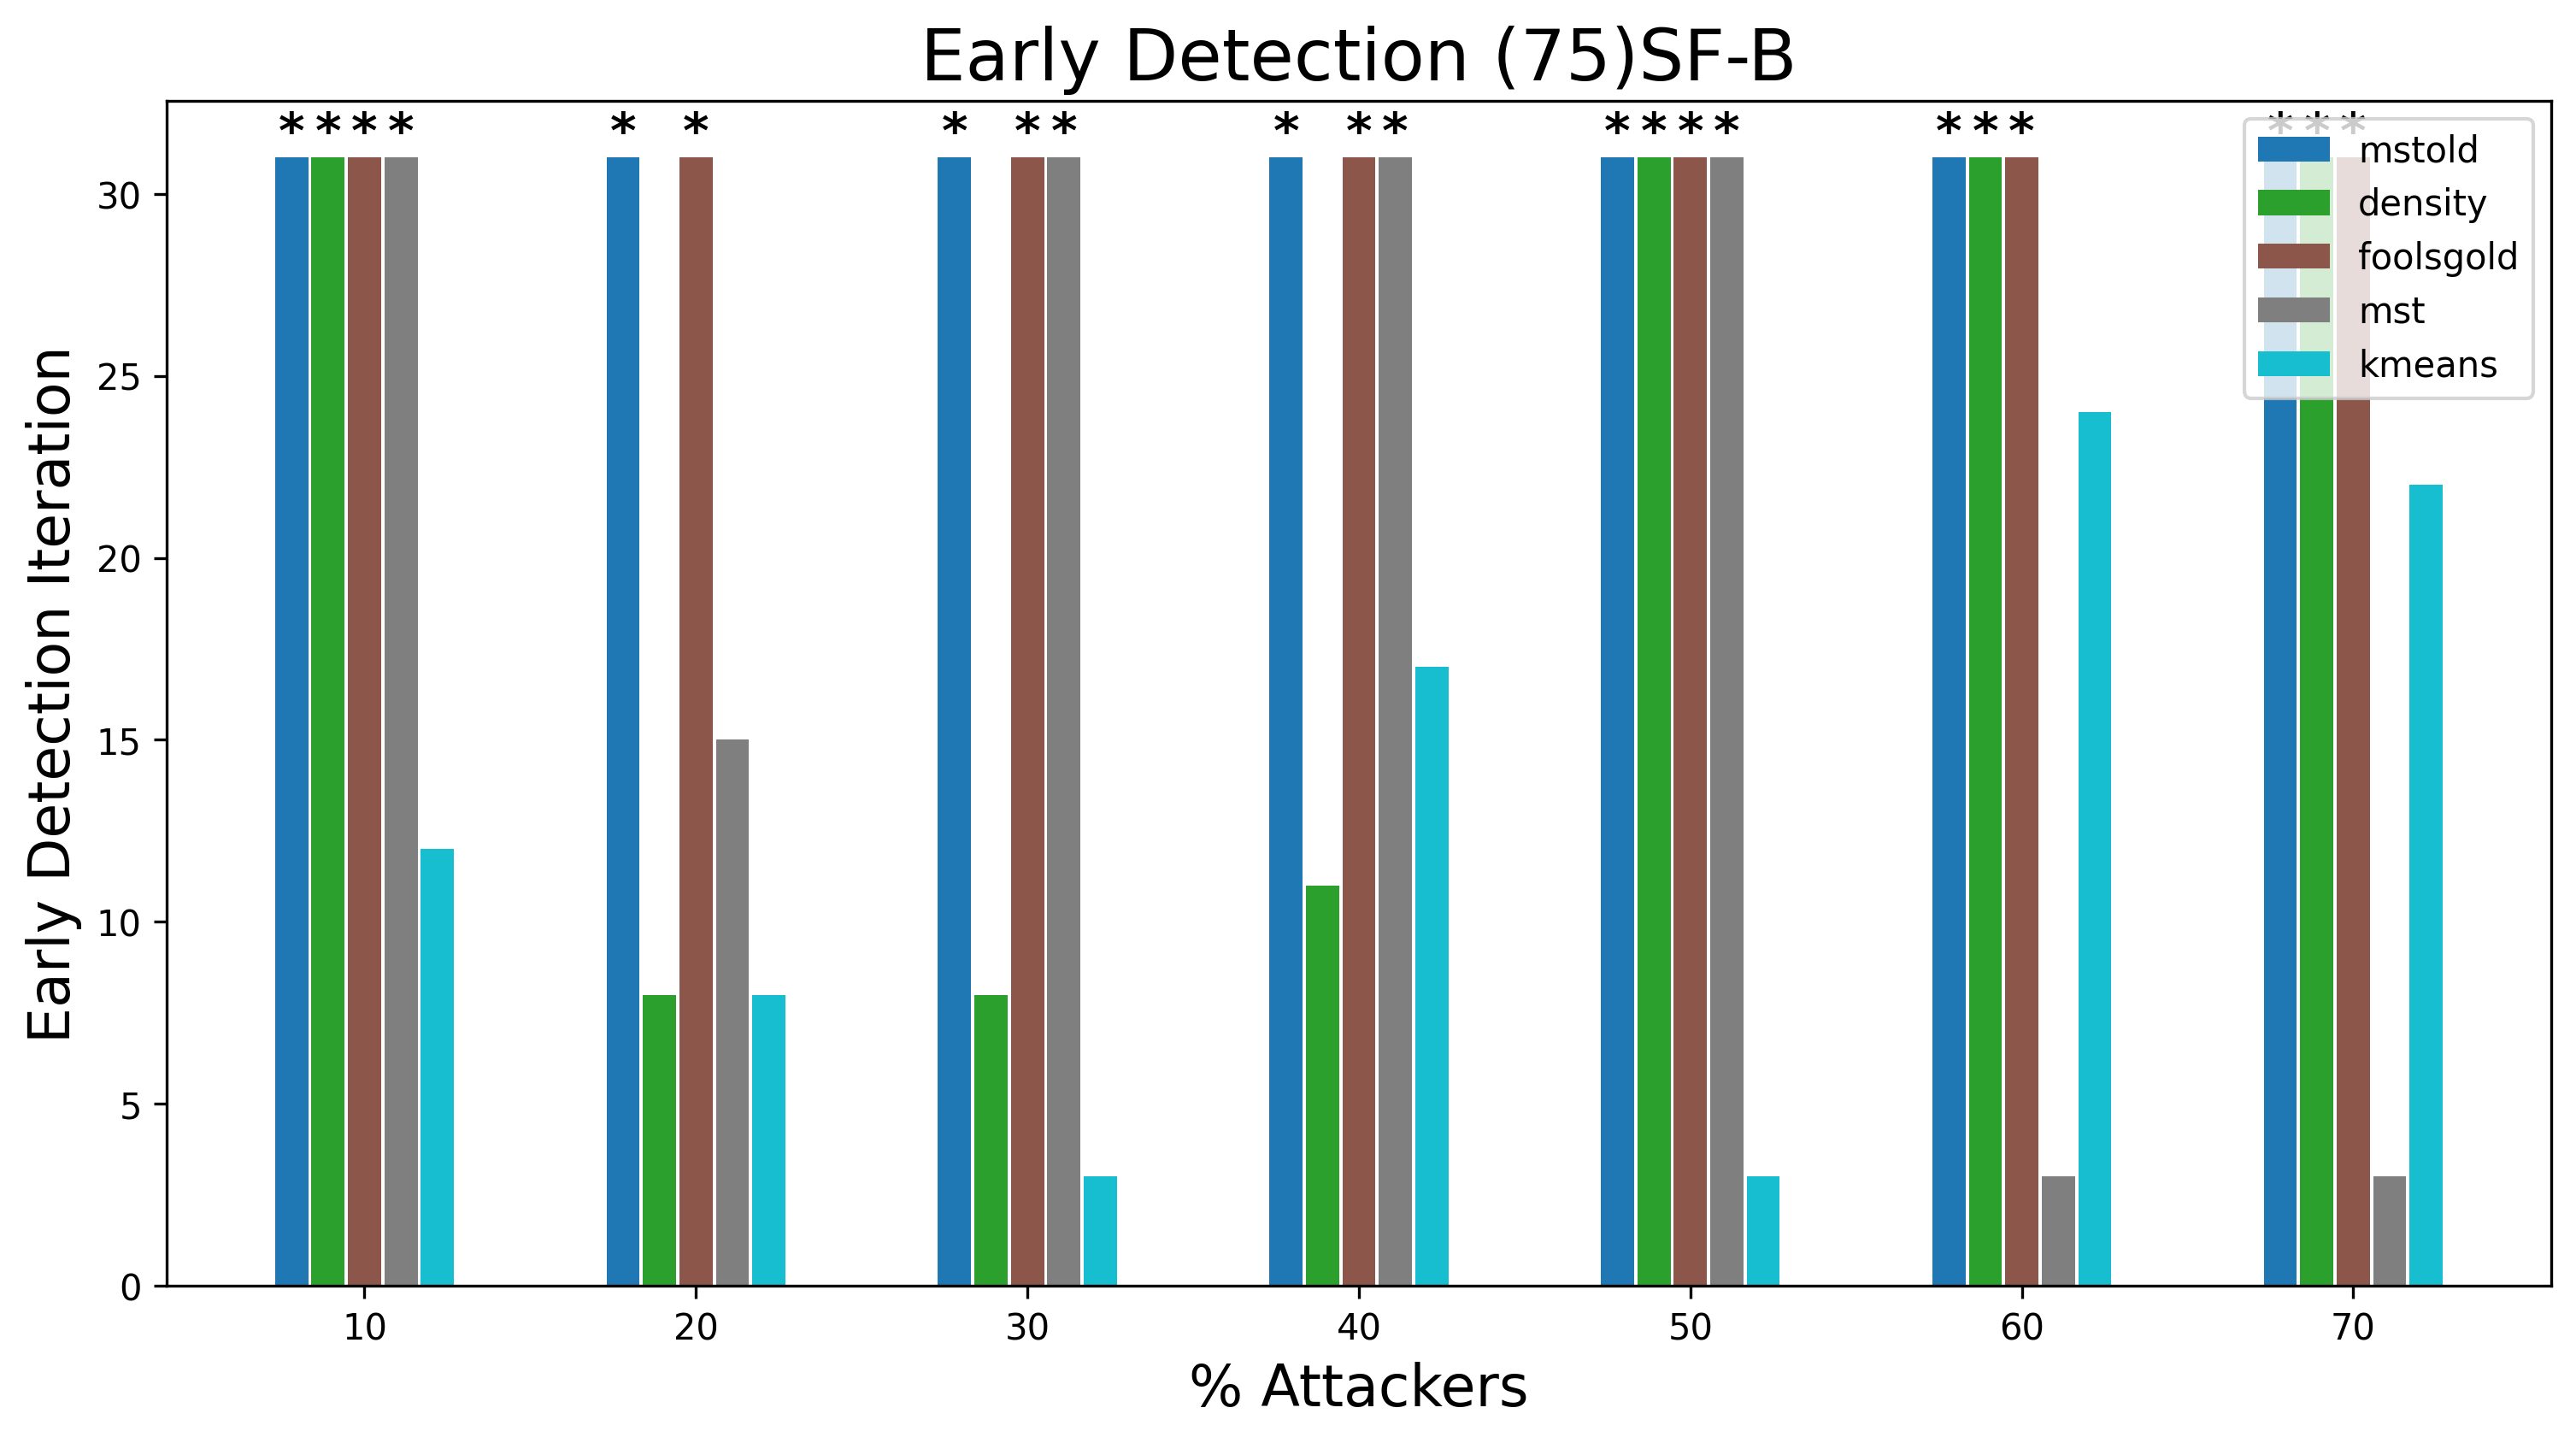 Early Detection (75)SF-B
* * * *
* *
* * *
* * *
* * * *
* * *
* * *
mstold
density
foolsgold
mst
kmeans
Early Detection Iteration
30
25
20
15
10
5
0
10 20 30 40 50 60 70
% Attackers